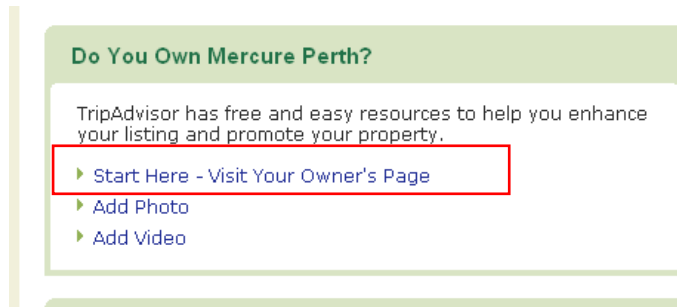 Do You Own Mercure Perth?
TripAdvisor has free and easy resources to help you enhance
your listing and promote your property.
Start Here - Visit Your Owner's Page
Add Photo
Add Video